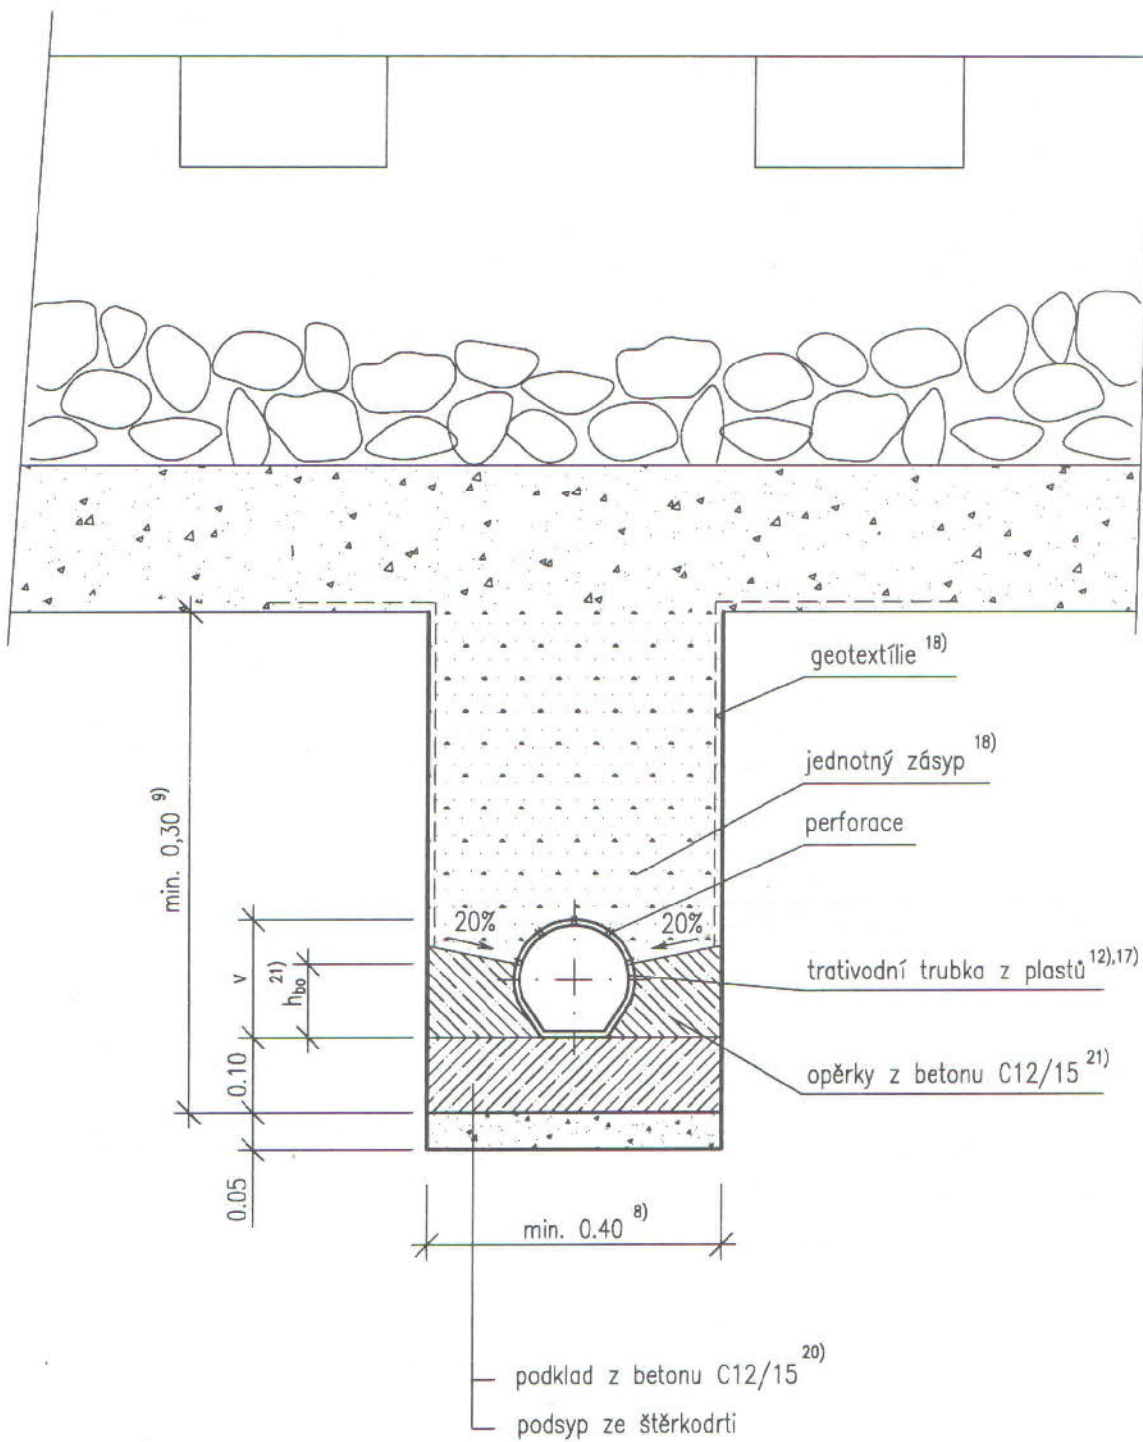 geotextílie 18)
jednotný zásyp 18)
perforace
min. 0,30 9)
20%
20%
v
hbo 21)
trativodní trubka z plastů 12),17)
0.10
opěrky z betonu C12/15 21)
0.05
min. 0.40 8)
podklad z betonu C12/15 20)
podsyp ze štěrkodrti